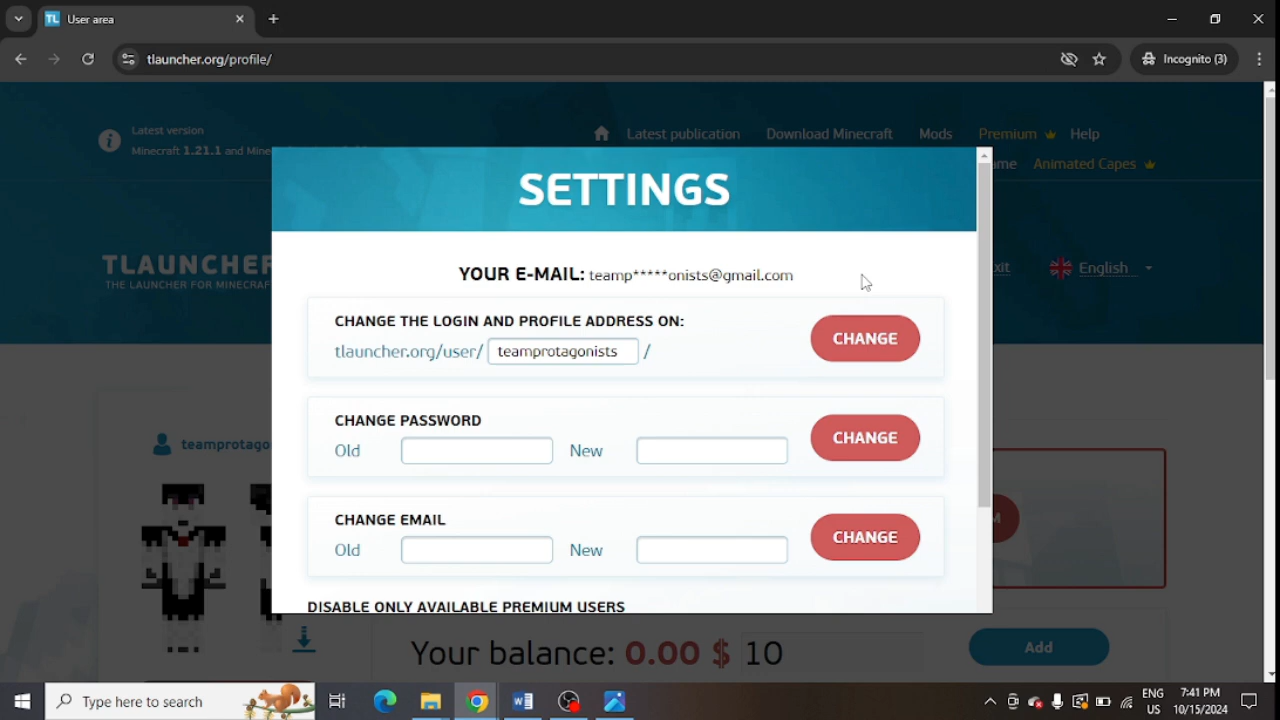 User area
tlauncher.org/profile/
Incognito (3)
Latest version
Minecraft 1.21.1 and Mine
Latest publication
Download Minecraft
Mods
Premium
Help
me
Animated Capes
SETTINGS
TLAUNCHER
THE LAUNCHER FOR MINECRA
xit
English
YOUR E-MAIL: teamp*****onists@gmail.com
CHANGE THE LOGIN AND PROFILE ADDRESS ON:
tlauncher.org/user/ teamprotagonists /
CHANGE
teamprotago
CHANGE PASSWORD
Old
New
CHANGE
CHANGE EMAIL
Old
New
CHANGE
M
DISABLE ONLY AVAILABLE PREMIUM USERS
Your balance: 0.00 $ 10
Add
Type here to search
ENG
US
7:41 PM
10/15/2024